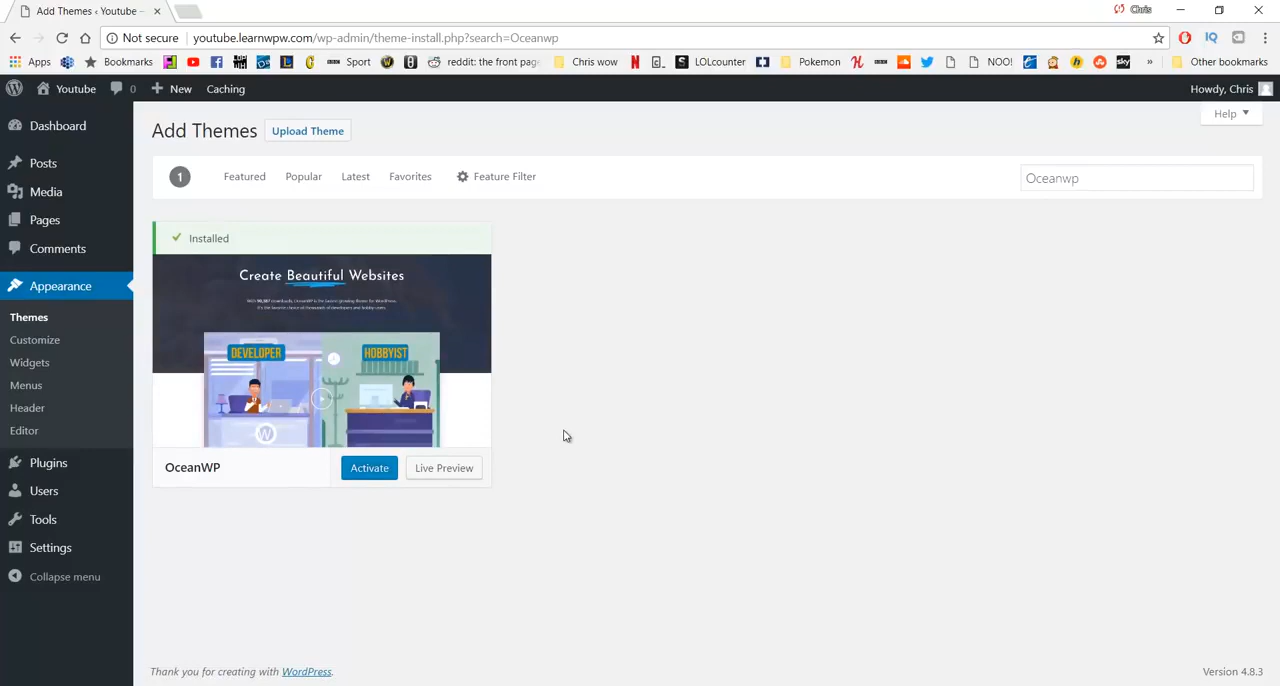 Add Themes ‹ Youtube –
Chris
Not secure
youtube.learnwpw.com/wp-admin/theme-install.php?search=Oceanwp
Apps
Bookmarks
Sport
reddit: the front page
Chris wow
LOLcounter
Pokemon
NOO!
sky
»
Other bookmarks
Youtube
0
New
Caching
Howdy, Chris
Dashboard
Posts
Media
Pages
Comments
Appearance
Themes
Customize
Widgets
Menus
Header
Editor
Plugins
Users
Tools
Settings
Collapse menu
Add Themes
Upload Theme
Help
1
Featured
Popular
Latest
Favorites
Feature Filter
Oceanwp
Installed
Create Beautiful Websites
DEVELOPER
HOBBYIST
OceanWP
Activate
Live Preview
Thank you for creating with WordPress.
Version 4.8.3